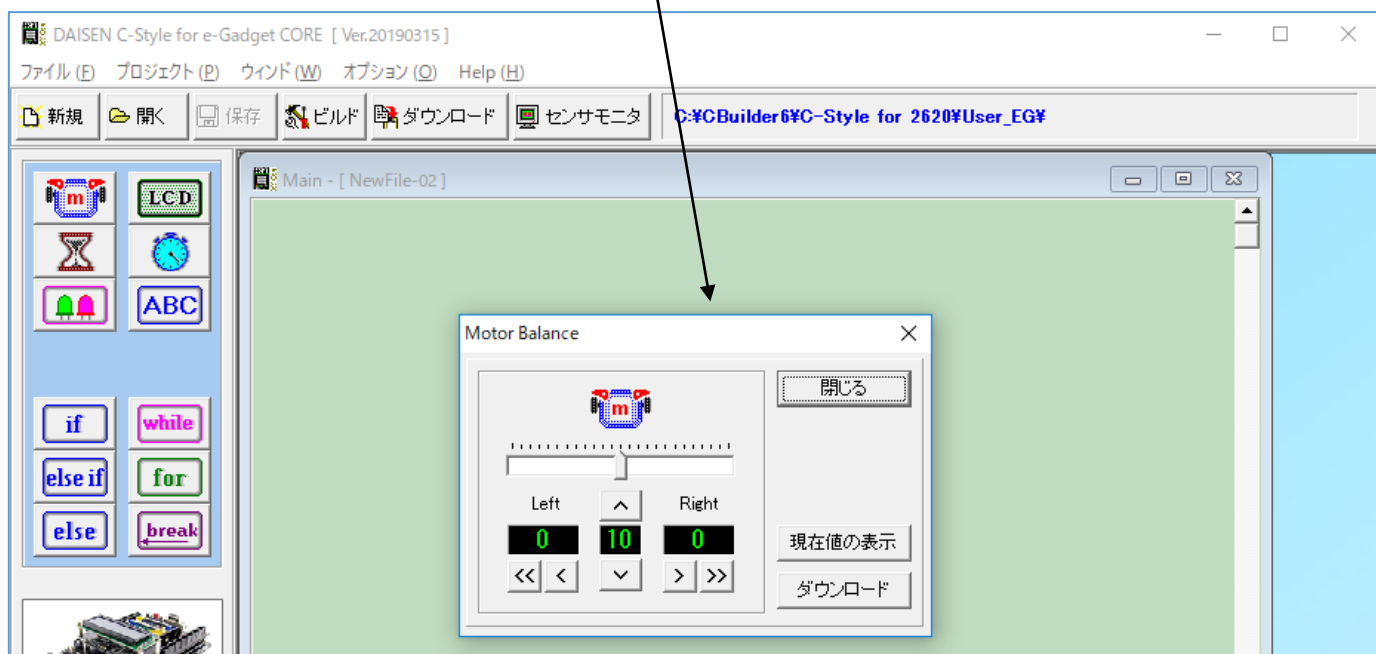 DAISEN C-Style for e-Gadget CORE [ Ver.20190315 ]
ファイル (F) プロジェクト (P) ウィンド (W) オプション (O) Help (H)
新規 開く 保存 ビルド ダウンロード センサモニタ C:¥CBuilder6¥C-Style for 2620¥User_EG¥
Main - [ NewFile-02 ]
m LCD
ABC
if while
else if for
else break
Motor Balance
m
閉じる
Left Right
0 10 0
現在値の表示
<< < > >>
ダウンロード